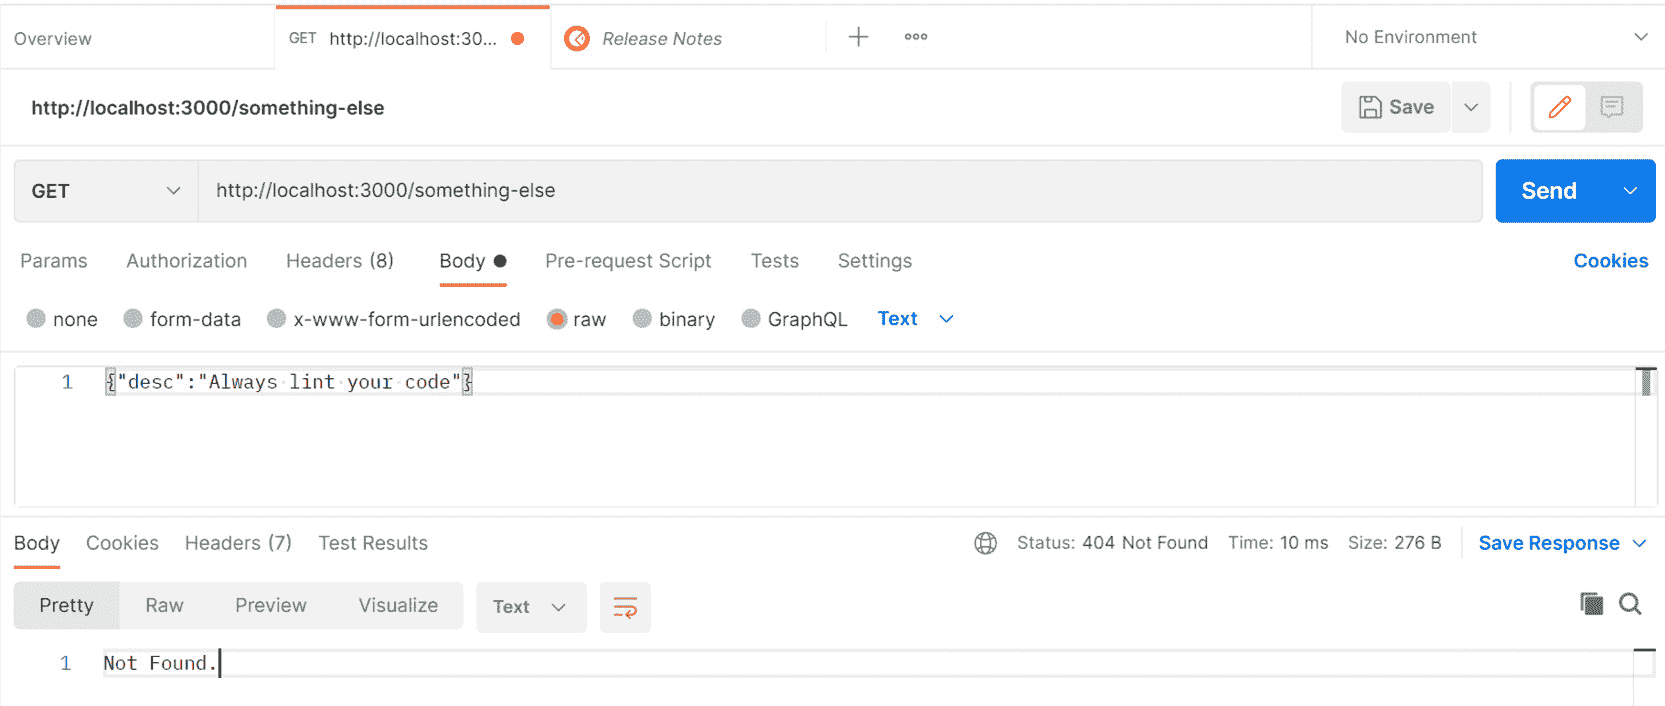 Overview GET http://localhost:30... Release Notes No Environment
http://localhost:3000/something-else Save
GET http://localhost:3000/something-else Send
Params Authorization Headers (8) Body Pre-request Script Tests Settings Cookies
none form-data x-www-form-urlencoded raw binary GraphQL Text
1 {"desc":"Always lint your code"}
Body Cookies Headers (7) Test Results Status: 404 Not Found Time: 10 ms Size: 276 B Save Response
Pretty Raw Preview Visualize Text
1 Not Found.